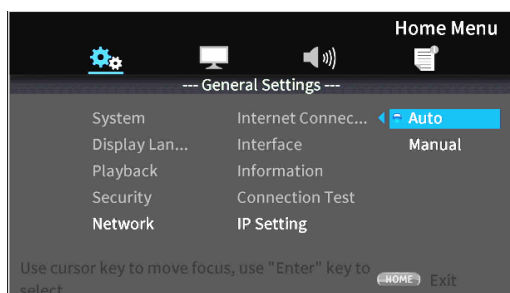 Home Menu
--- General Settings ---
System Internet Connec... Auto
Display Lan... Interface Manual
Playback Information
Security Connection Test
Network IP Setting
Use cursor key to move focus, use "Enter" key to
select
HOME Exit